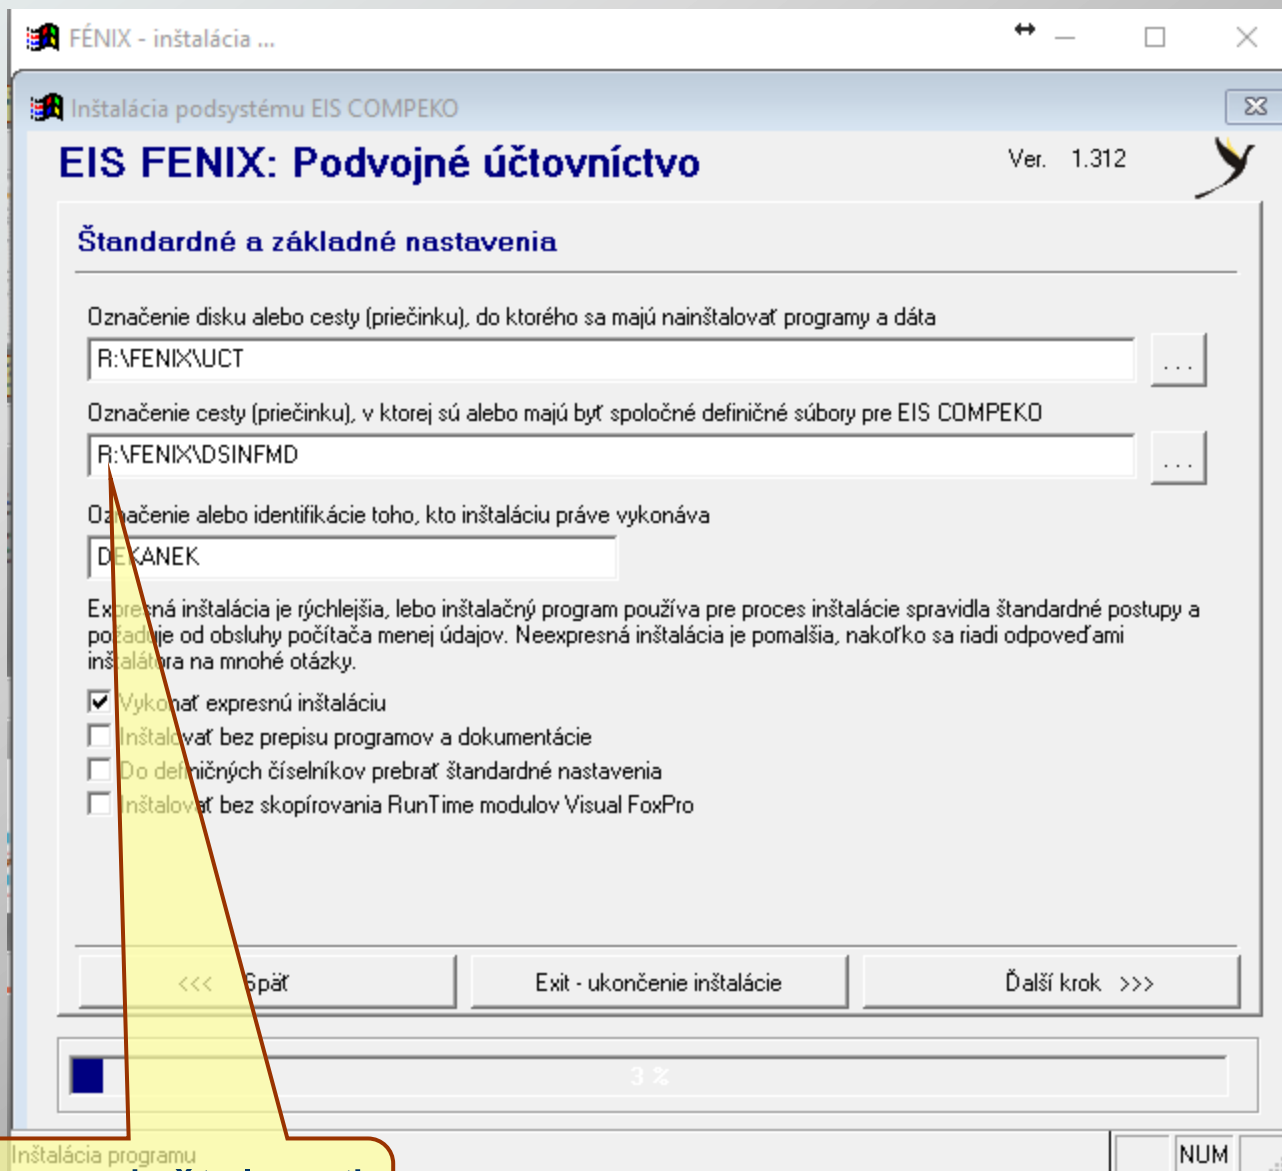 FÉNIX - inštalácia ...
Inštalácia podsystému EIS COMPEKO
EIS FENIX: Podvojné účtovníctvo
Ver. 1.312
Štandardné a základné nastavenia
Označenie disku alebo cesty (priečinku), do ktorého sa majú nainštalovať programy a dáta
R:\FENIX\UCT
...
Označenie cesty (priečinku), v ktorej sú alebo majú byť spoločné definičné súbory pre EIS COMPEKO
R:\FENIX\DSINFMD
...
Označenie alebo identifikácie toho, kto inštaláciu práve vykonáva
DEKANEK
Expresná inštalácia je rýchlejšia, lebo inštalačný program používa pre proces inštalácie spravidla štandardné postupy a
požaduje od obsluhy počítača menej údajov. Neexpresná inštalácia je pomalšia, nakoľko sa riadi odpoveďami
inštalátora na mnohé otázky.
Vykonať expresnú inštaláciu
Inštalovať bez prepisu programov a dokumentácie
Do definičných číselníkov prebrať štandardné nastavenia
Inštalovať bez skopírovania RunTime modulov Visual FoxPro
<<< Späť
Exit - ukončenie inštalácie
Ďalší krok >>>
3 %
Inštalácia programu
NUM